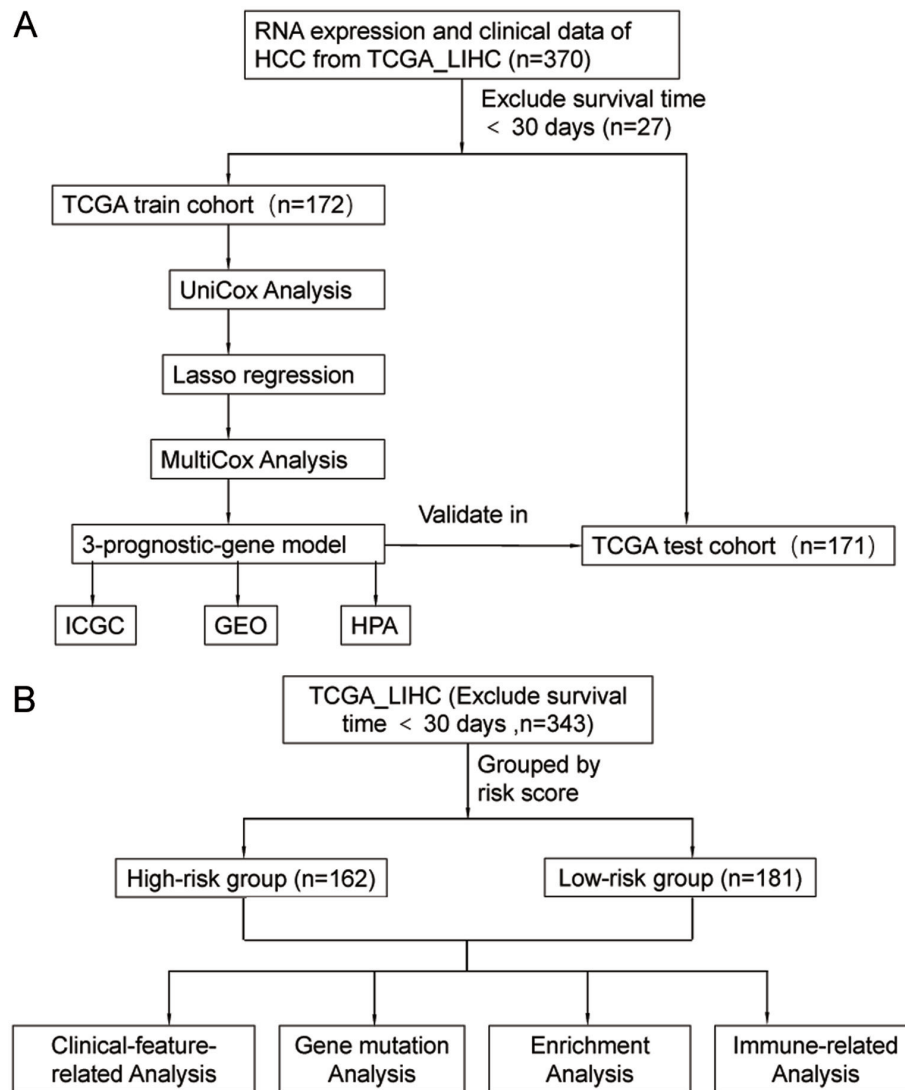 A
RNA expression and clinical data of
HCC from TCGA_LIHC (n=370)
Exclude survival time
< 30 days (n=27)
TCGA train cohort (n=172)
UniCox Analysis
Lasso regression
MultiCox Analysis
Validate in
3-prognostic-gene model
TCGA test cohort (n=171)
ICGC GEO HPA
B
TCGA_LIHC (Exclude survival
time < 30 days ,n=343)
Grouped by
risk score
High-risk group (n=162) Low-risk group (n=181)
Clinical-feature- Gene mutation Enrichment Immune-related
related Analysis Analysis Analysis Analysis